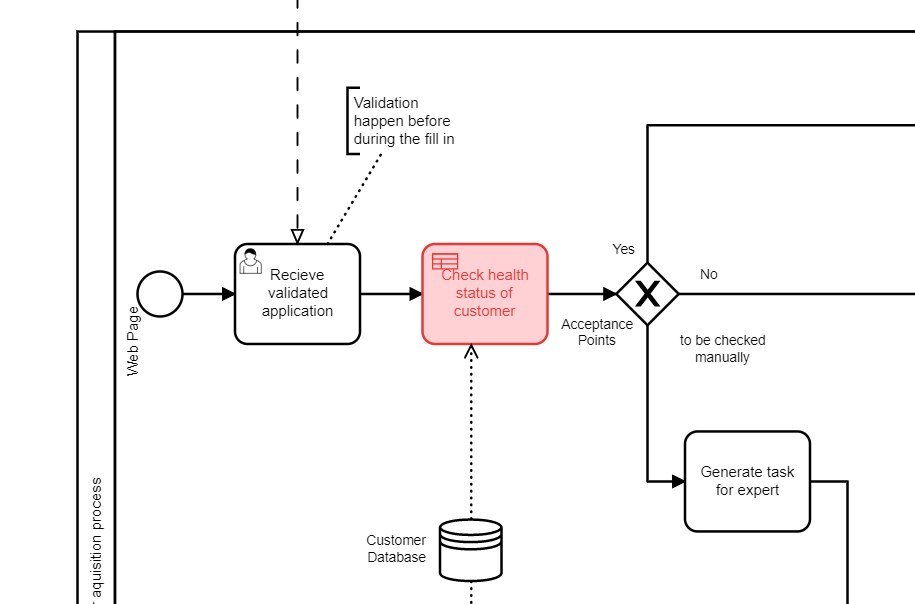 Validation
happen before
during the fill in
Recieve
validated
application
Check health
status of
customer
Yes
No
Acceptance
Points
to be checked
manually
Web Page
Generate task
for expert
Customer
Database
aquisition process